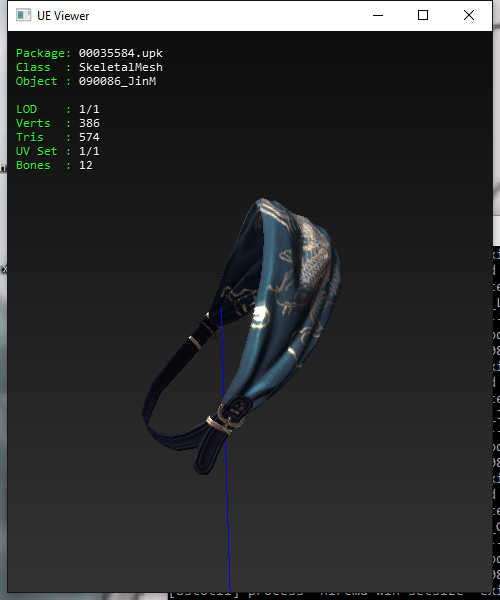 UE Viewer
Package: 00035584.upk
Class : SkeletalMesh
Object : 090086_JinM
LOD : 1/1
Verts : 386
Tris : 574
UV Set : 1/1
Bones : 12